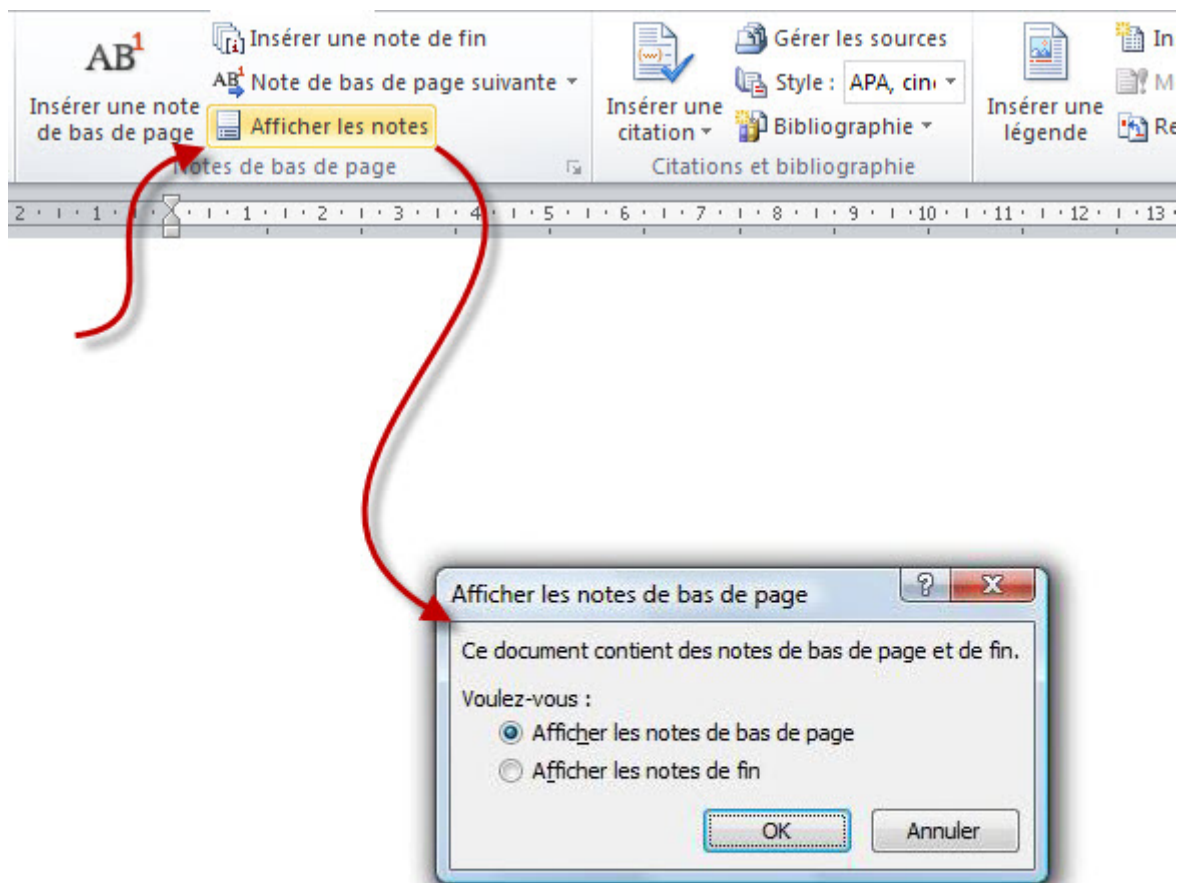 AB1
Insérer une note
de bas de page
Insérer une note de fin
AB1 Note de bas de page suivante
Afficher les notes
Notes de bas de page
Insérer une
citation
Gérer les sources
Style : APA, cin
Bibliographie
Citations et bibliographie
Insérer une
légende
In
M
Re
2 1 1 2 3 4 5 6 7 8 9 10 11 12 13
Afficher les notes de bas de page
Ce document contient des notes de bas de page et de fin.
Voulez-vous :
Afficher les notes de bas de page
Afficher les notes de fin
OK
Annuler